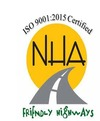 ISO 9001:2015 Certified
NHA
FRIENDLY HIGHWAYS